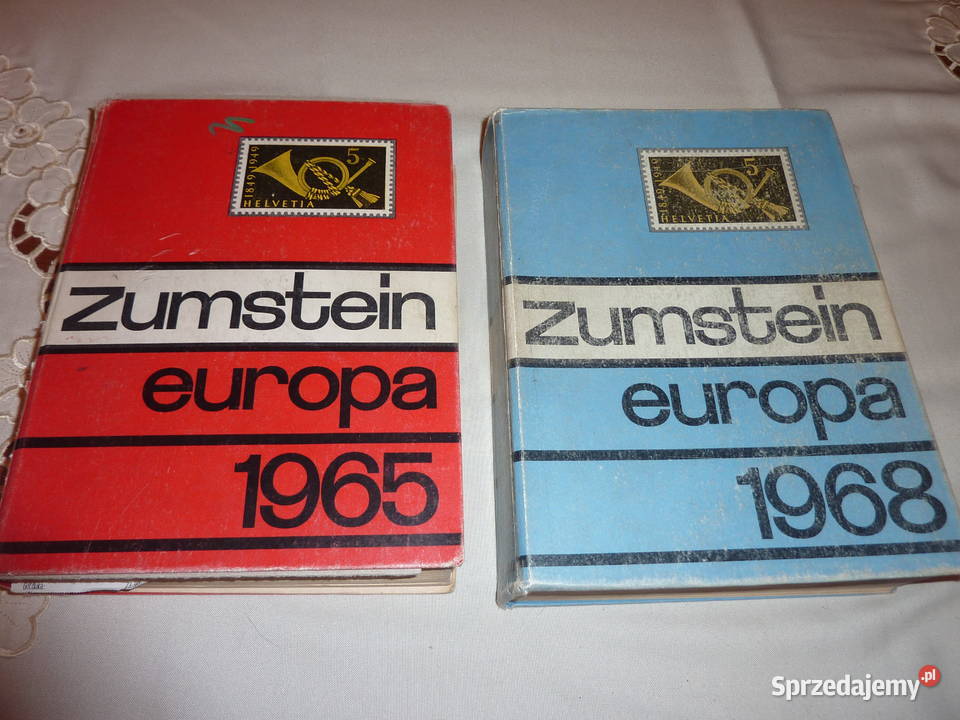 1849-1949
5
HELVETIA
zumstein
europa
1965
1849-1949
5
HELVETIA
zumstein
europa
1968
Sprzedajemy.pl